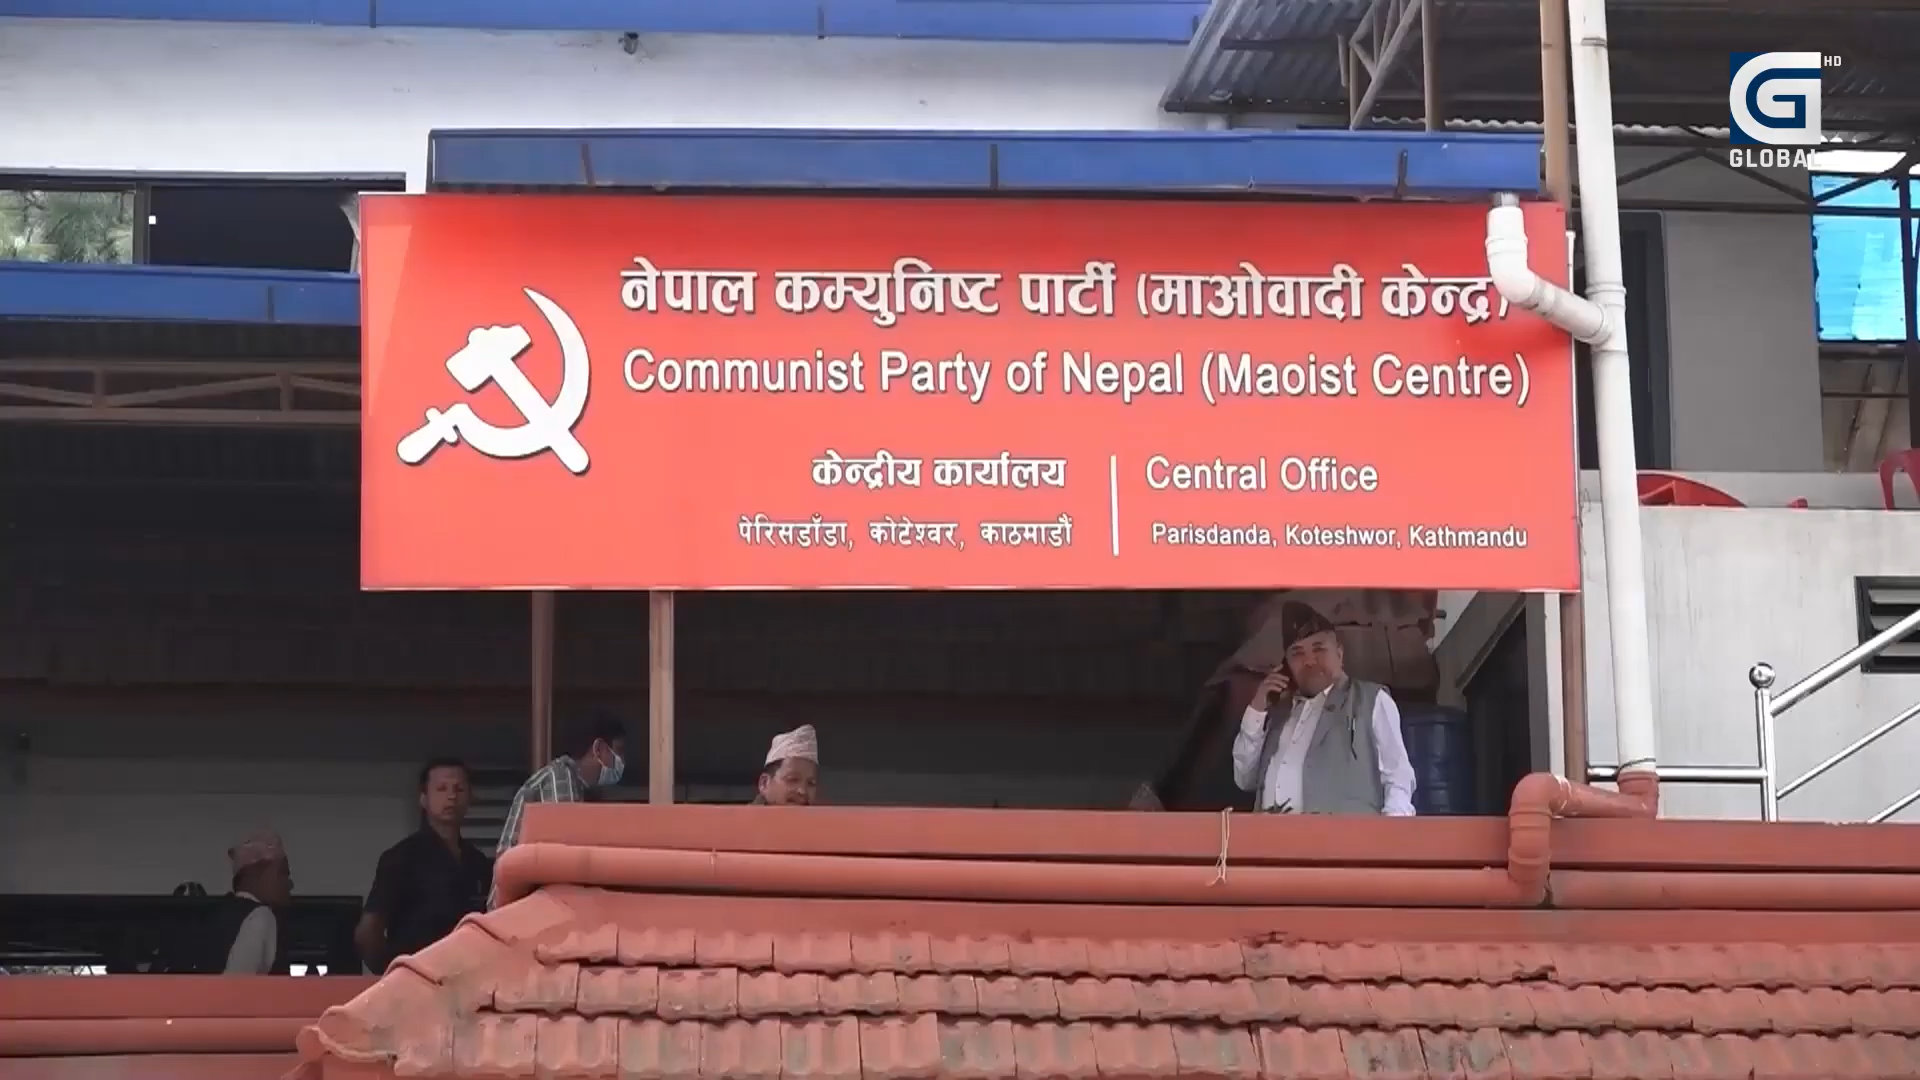 नेपाल कम्युनिष्ट पार्टी (माओवादी केन्द्र)
Communist Party of Nepal (Maoist Centre)
केन्द्रीय कार्यालय
पेरिसडाँडा, कोटेश्वर, काठमाडौं
Central Office
Parisdanda, Koteshwor, Kathmandu
G HD
GLOBAL